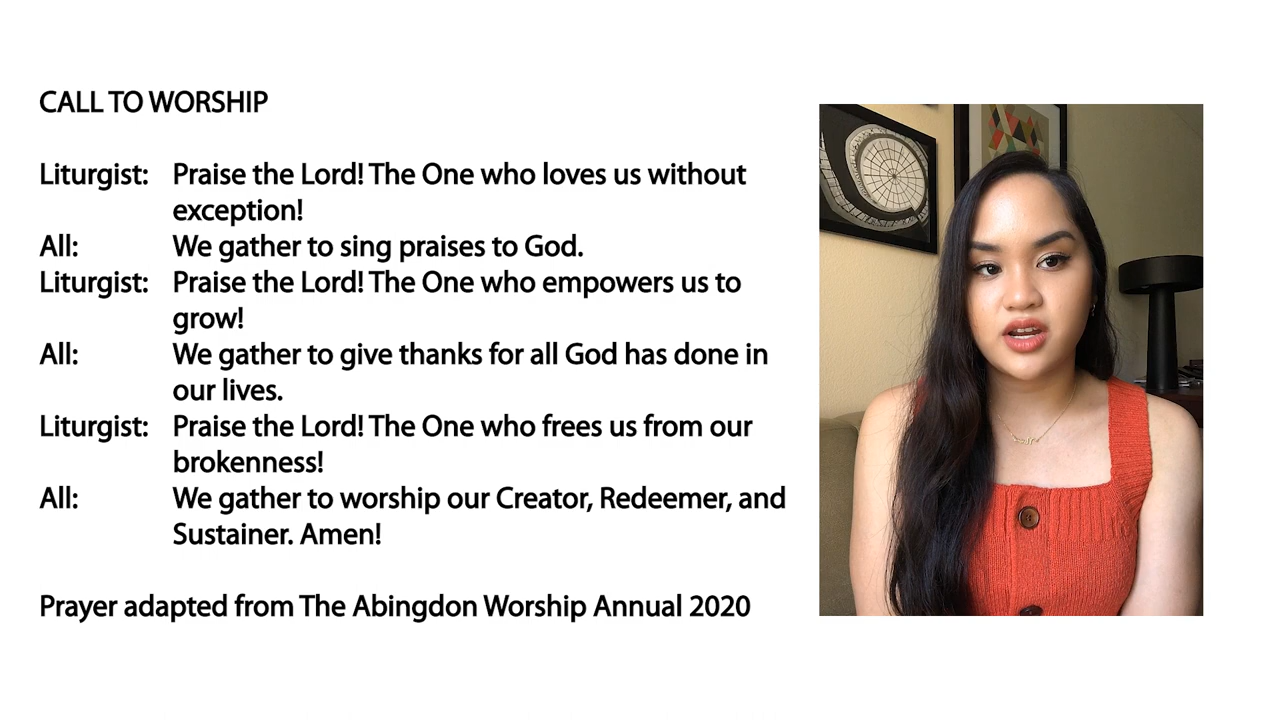 CALL TO WORSHIP
Liturgist: Praise the Lord! The One who loves us without
exception!
All: We gather to sing praises to God.
Liturgist: Praise the Lord! The One who empowers us to
grow!
All: We gather to give thanks for all God has done in
our lives.
Liturgist: Praise the Lord! The One who frees us from our
brokenness!
All: We gather to worship our Creator, Redeemer, and
Sustainer. Amen!
Prayer adapted from The Abingdon Worship Annual 2020